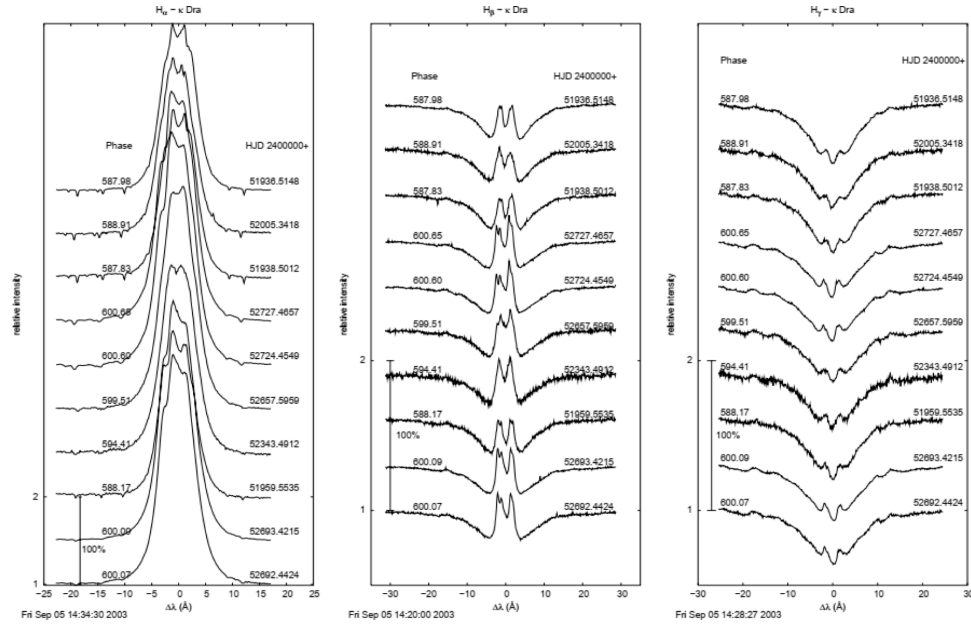 Hα − κ Dra
relative intensity
Phase HJD 2400000+
587.98 51936.5148
588.91 52005.3418
587.83 51938.5012
600.65 52727.4657
600.60 52724.4549
599.51 52657.5959
594.41 52343.4912
588.17 51959.5535
600.09 52693.4215
600.07 52692.4424
2
100%
1
−25 −20 −15 −10 −5 0 5 10 15 20 25
Δλ (Å)
Fri Sep 05 14:34:30 2003
Hβ − κ Dra
relative intensity
Phase HJD 2400000+
587.98 51936.5148
588.91 52005.3418
587.83 51938.5012
600.65 52727.4657
600.60 52724.4549
599.51 52657.5959
2
594.41 52343.4912
588.17 51959.5535
100%
600.09 52693.4215
1
600.07 52692.4424
−30 −20 −10 0 10 20 30
Δλ (Å)
Fri Sep 05 14:20:00 2003
Hγ − κ Dra
relative intensity
Phase HJD 2400000+
587.98 51936.5148
588.91 52005.3418
587.83 51938.5012
600.65 52727.4657
600.60 52724.4549
599.51 52657.5959
2
594.41 52343.4912
588.17 51959.5535
100%
600.09 52693.4215
1
600.07 52692.4424
−30 −20 −10 0 10 20 30
Δλ (Å)
Fri Sep 05 14:28:27 2003